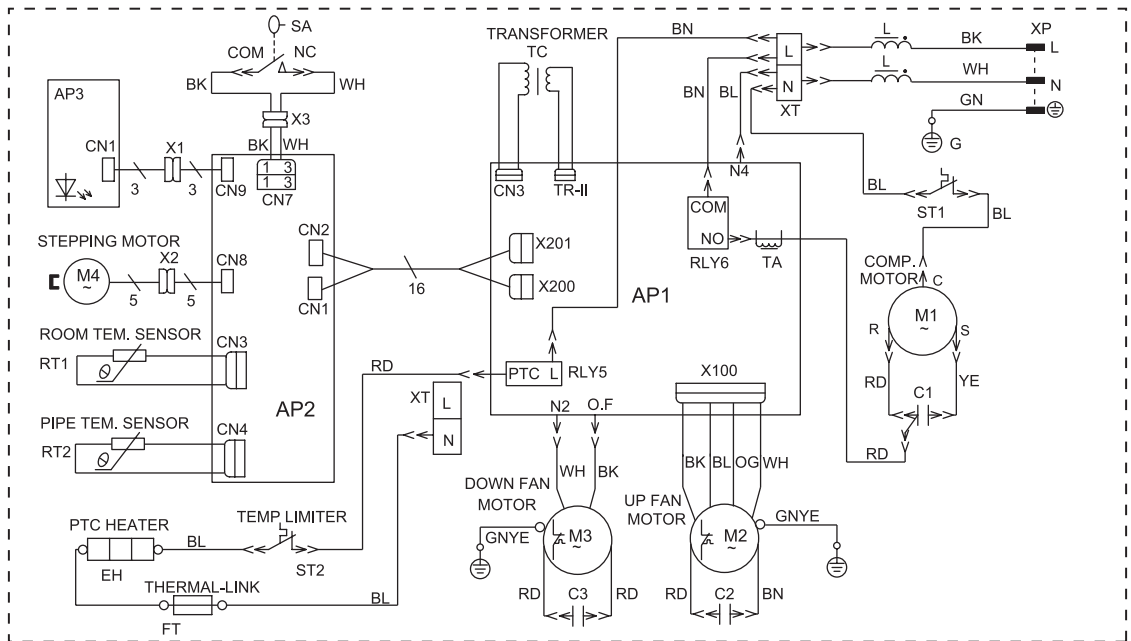 SA
COM NC
BK WH
X3
BK WH
1 3
1 3
CN7
AP3
CN1
X1
3 3
CN9
STEPPING MOTOR
M4
~
X2
5 5
CN8
ROOM TEM. SENSOR
RT1
θ
CN3
PIPE TEM. SENSOR
RT2
θ
CN4
AP2
CN2
CN1
16
TRANSFORMER
TC
CN3
TR-II
X201
X200
AP1
PTC L
RLY5
RD
XT
L
N
BN
BN
BL
N4
COM
NO
RLY6
TA
L
N
XT
L
L
BK
WH
GN
XP
L
N
G
BL
ST1
BL
COMP.
MOTOR
C
M1
~
R S
RD YE
C1
RD
X100
N2 O.F
WH BK
DOWN FAN
MOTOR
M3
~
GNYE
RD RD
C3
BK BL OG WH
UP FAN
MOTOR
M2
~
GNYE
RD BN
C2
PTC HEATER
EH
BL
TEMP.LIMITER
ST2
THERMAL-LINK
FT
BL